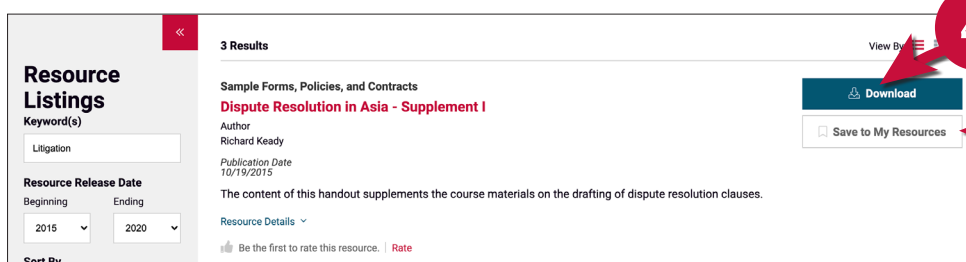 «
Resource
Listings
Keyword(s)
Litigation
Resource Release Date
Beginning Ending
2015 2020
3 Results
View By
Sample Forms, Policies, and Contracts
Dispute Resolution in Asia - Supplement I
Author
Richard Keady
Publication Date
10/19/2015
The content of this handout supplements the course materials on the drafting of dispute resolution clauses.
Resource Details
Be the first to rate this resource. | Rate
Download
Save to My Resources